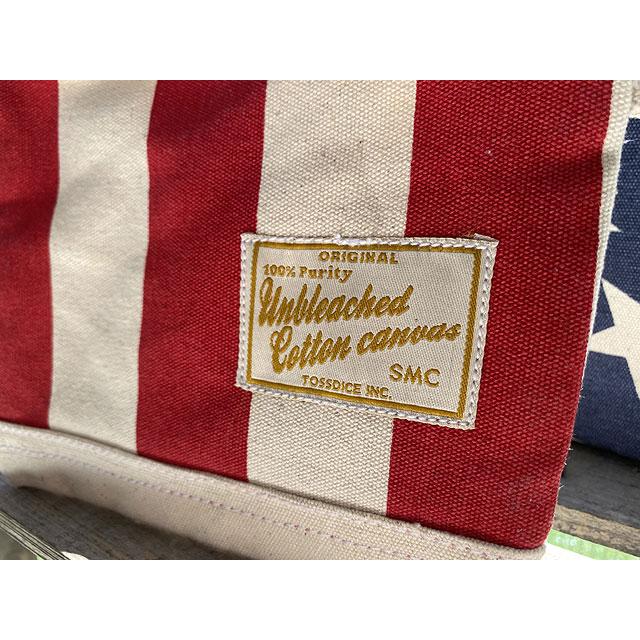 ORIGINAL
100% Purity
Unbleached
Cotton canvas
SMC
TOSSDICE INC.